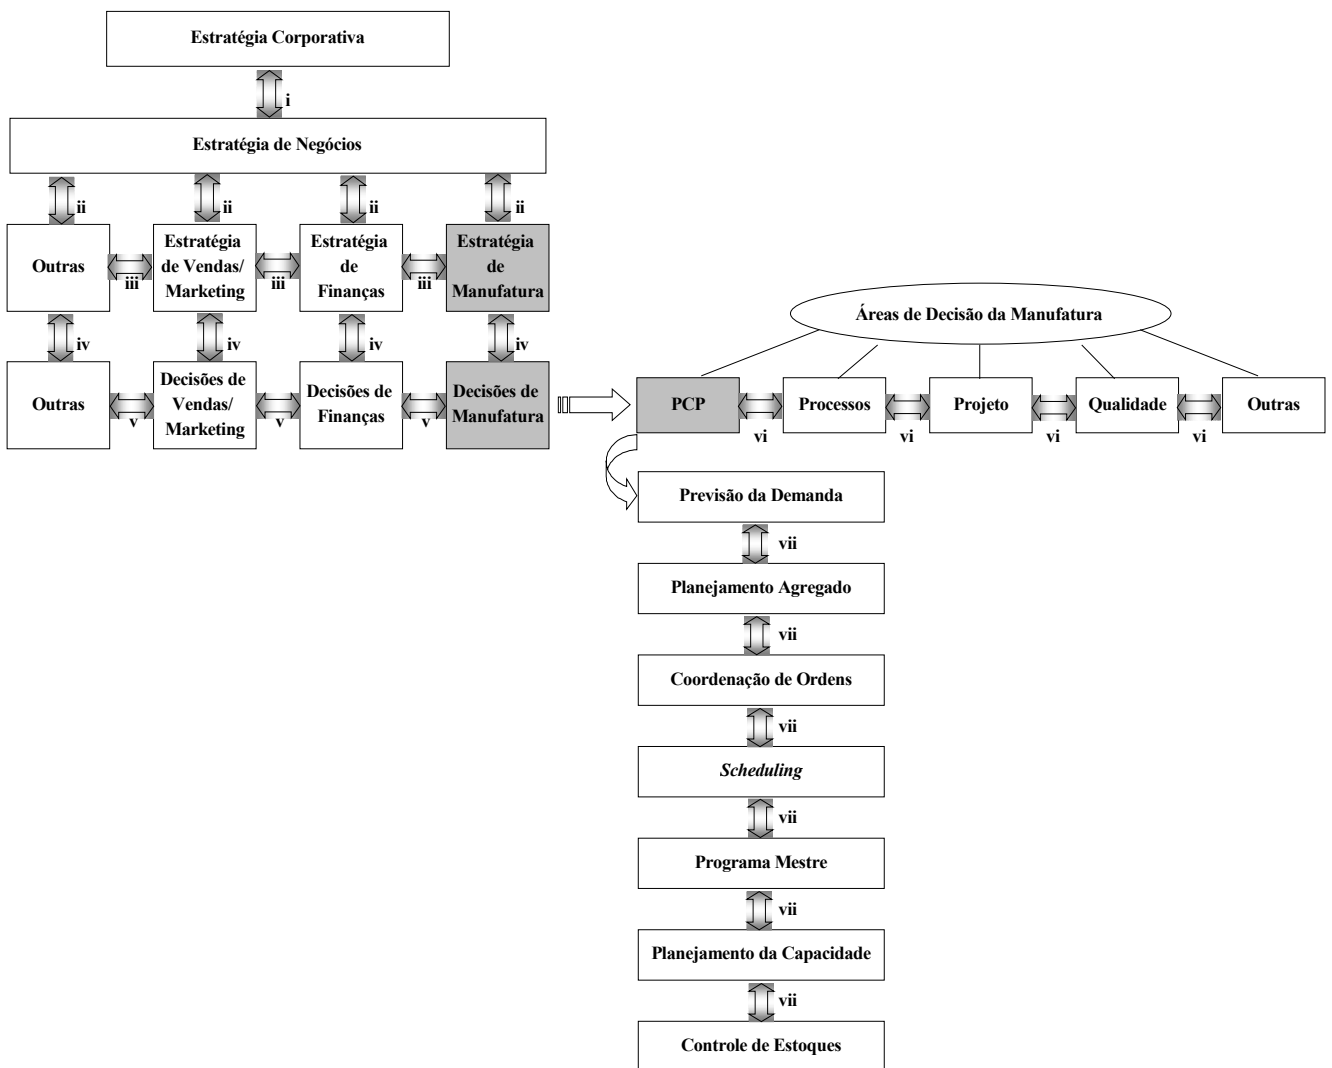 Estratégia Corporativa
i
Estratégia de Negócios
ii
ii
ii
ii
Outras
Estratégia
de Vendas/
Marketing
Estratégia
de
Finanças
Estratégia
de
Manufatura
iii
iii
iii
iv
iv
iv
iv
Outras
Decisões de
Vendas/
Marketing
Decisões de
Finanças
Decisões de
Manufatura
v
v
v
Áreas de Decisão da Manufatura
PCP
Processos
Projeto
Qualidade
Outras
vi
vi
vi
vi
Previsão da Demanda
vii
Planejamento Agregado
vii
Coordenação de Ordens
vii
Scheduling
vii
Programa Mestre
vii
Planejamento da Capacidade
vii
Controle de Estoques